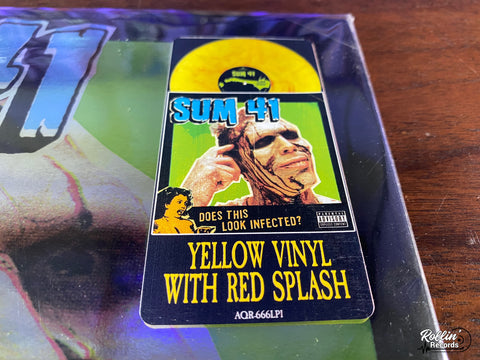 41
SUM 41
SUM 41
DOES THIS
LOOK INFECTED?
PARENTAL
ADVISORY
EXPLICIT CONTENT
YELLOW VINYL
WITH RED SPLASH
AQR-666LP1
Rollin'
Records